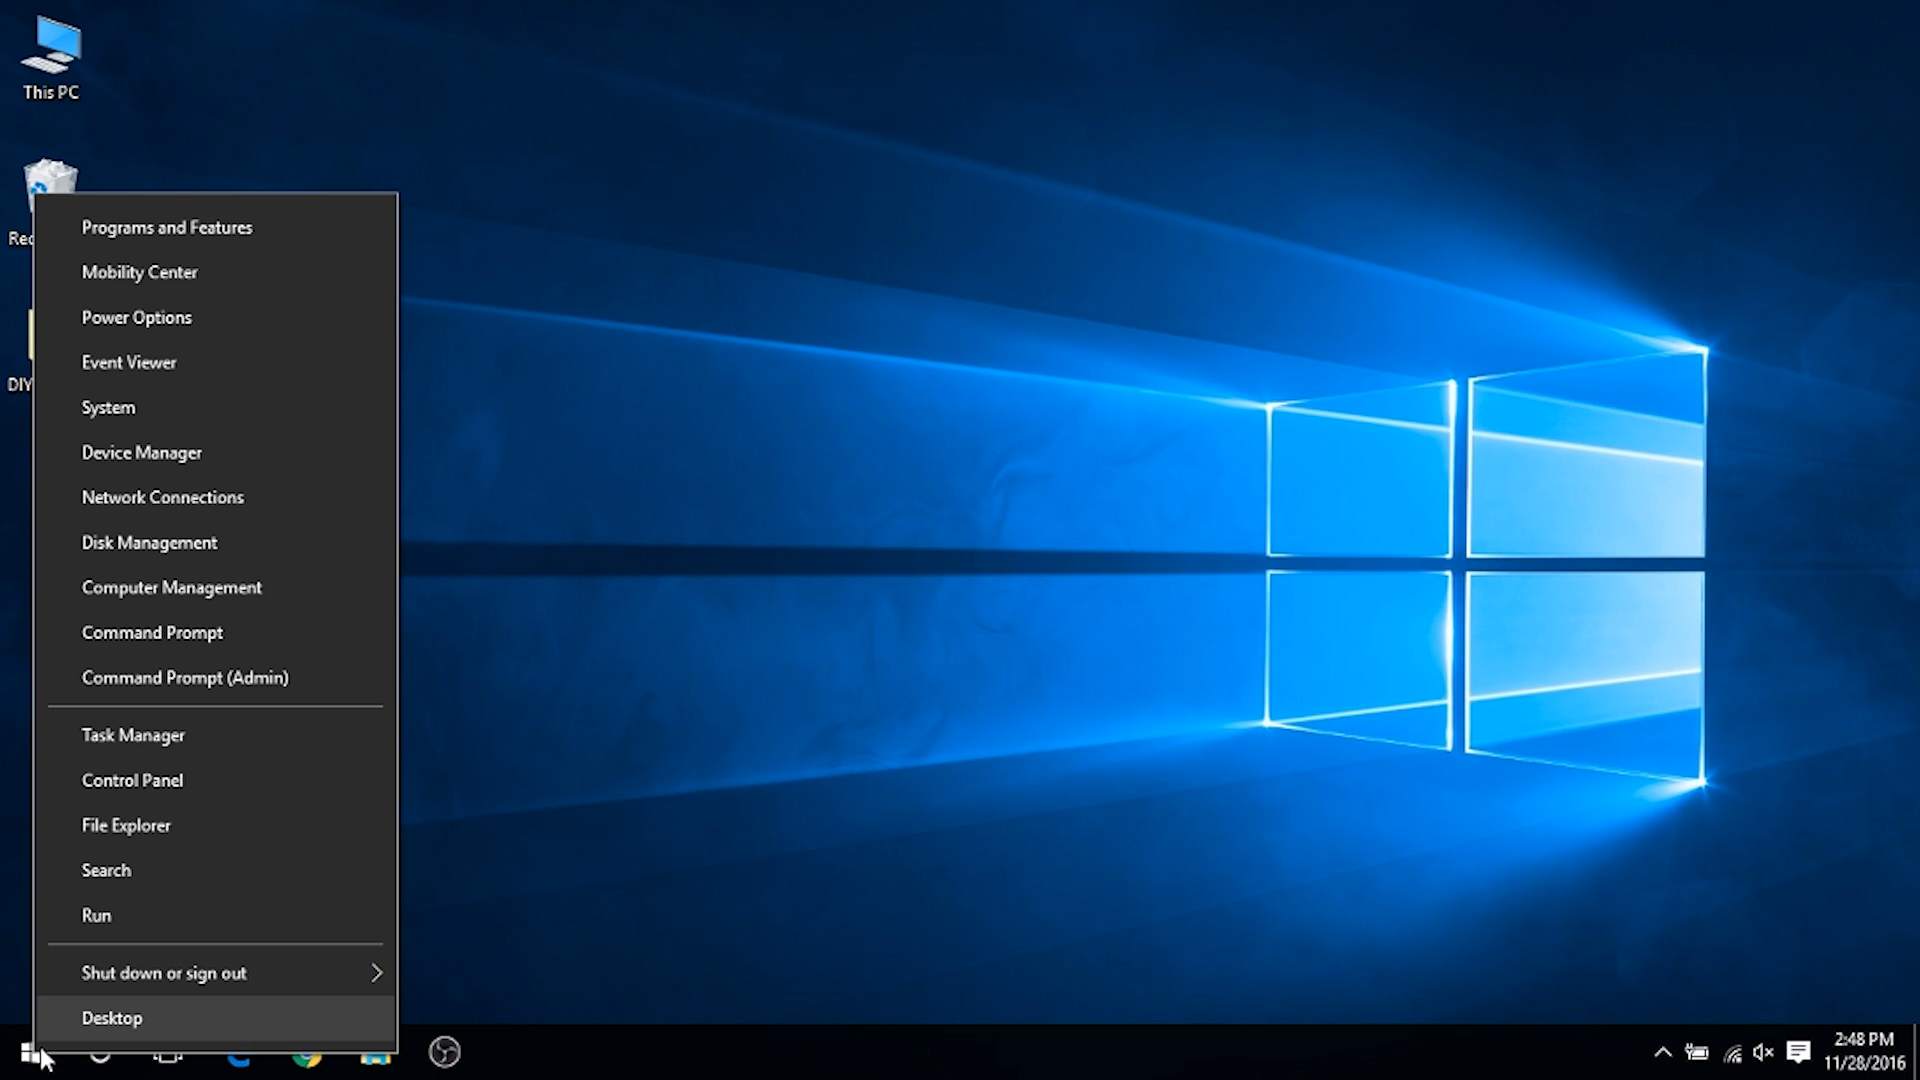 This PC
Rec
DIY
Programs and Features
Mobility Center
Power Options
Event Viewer
System
Device Manager
Network Connections
Disk Management
Computer Management
Command Prompt
Command Prompt (Admin)
Task Manager
Control Panel
File Explorer
Search
Run
Shut down or sign out
Desktop
2:48 PM
11/28/2016